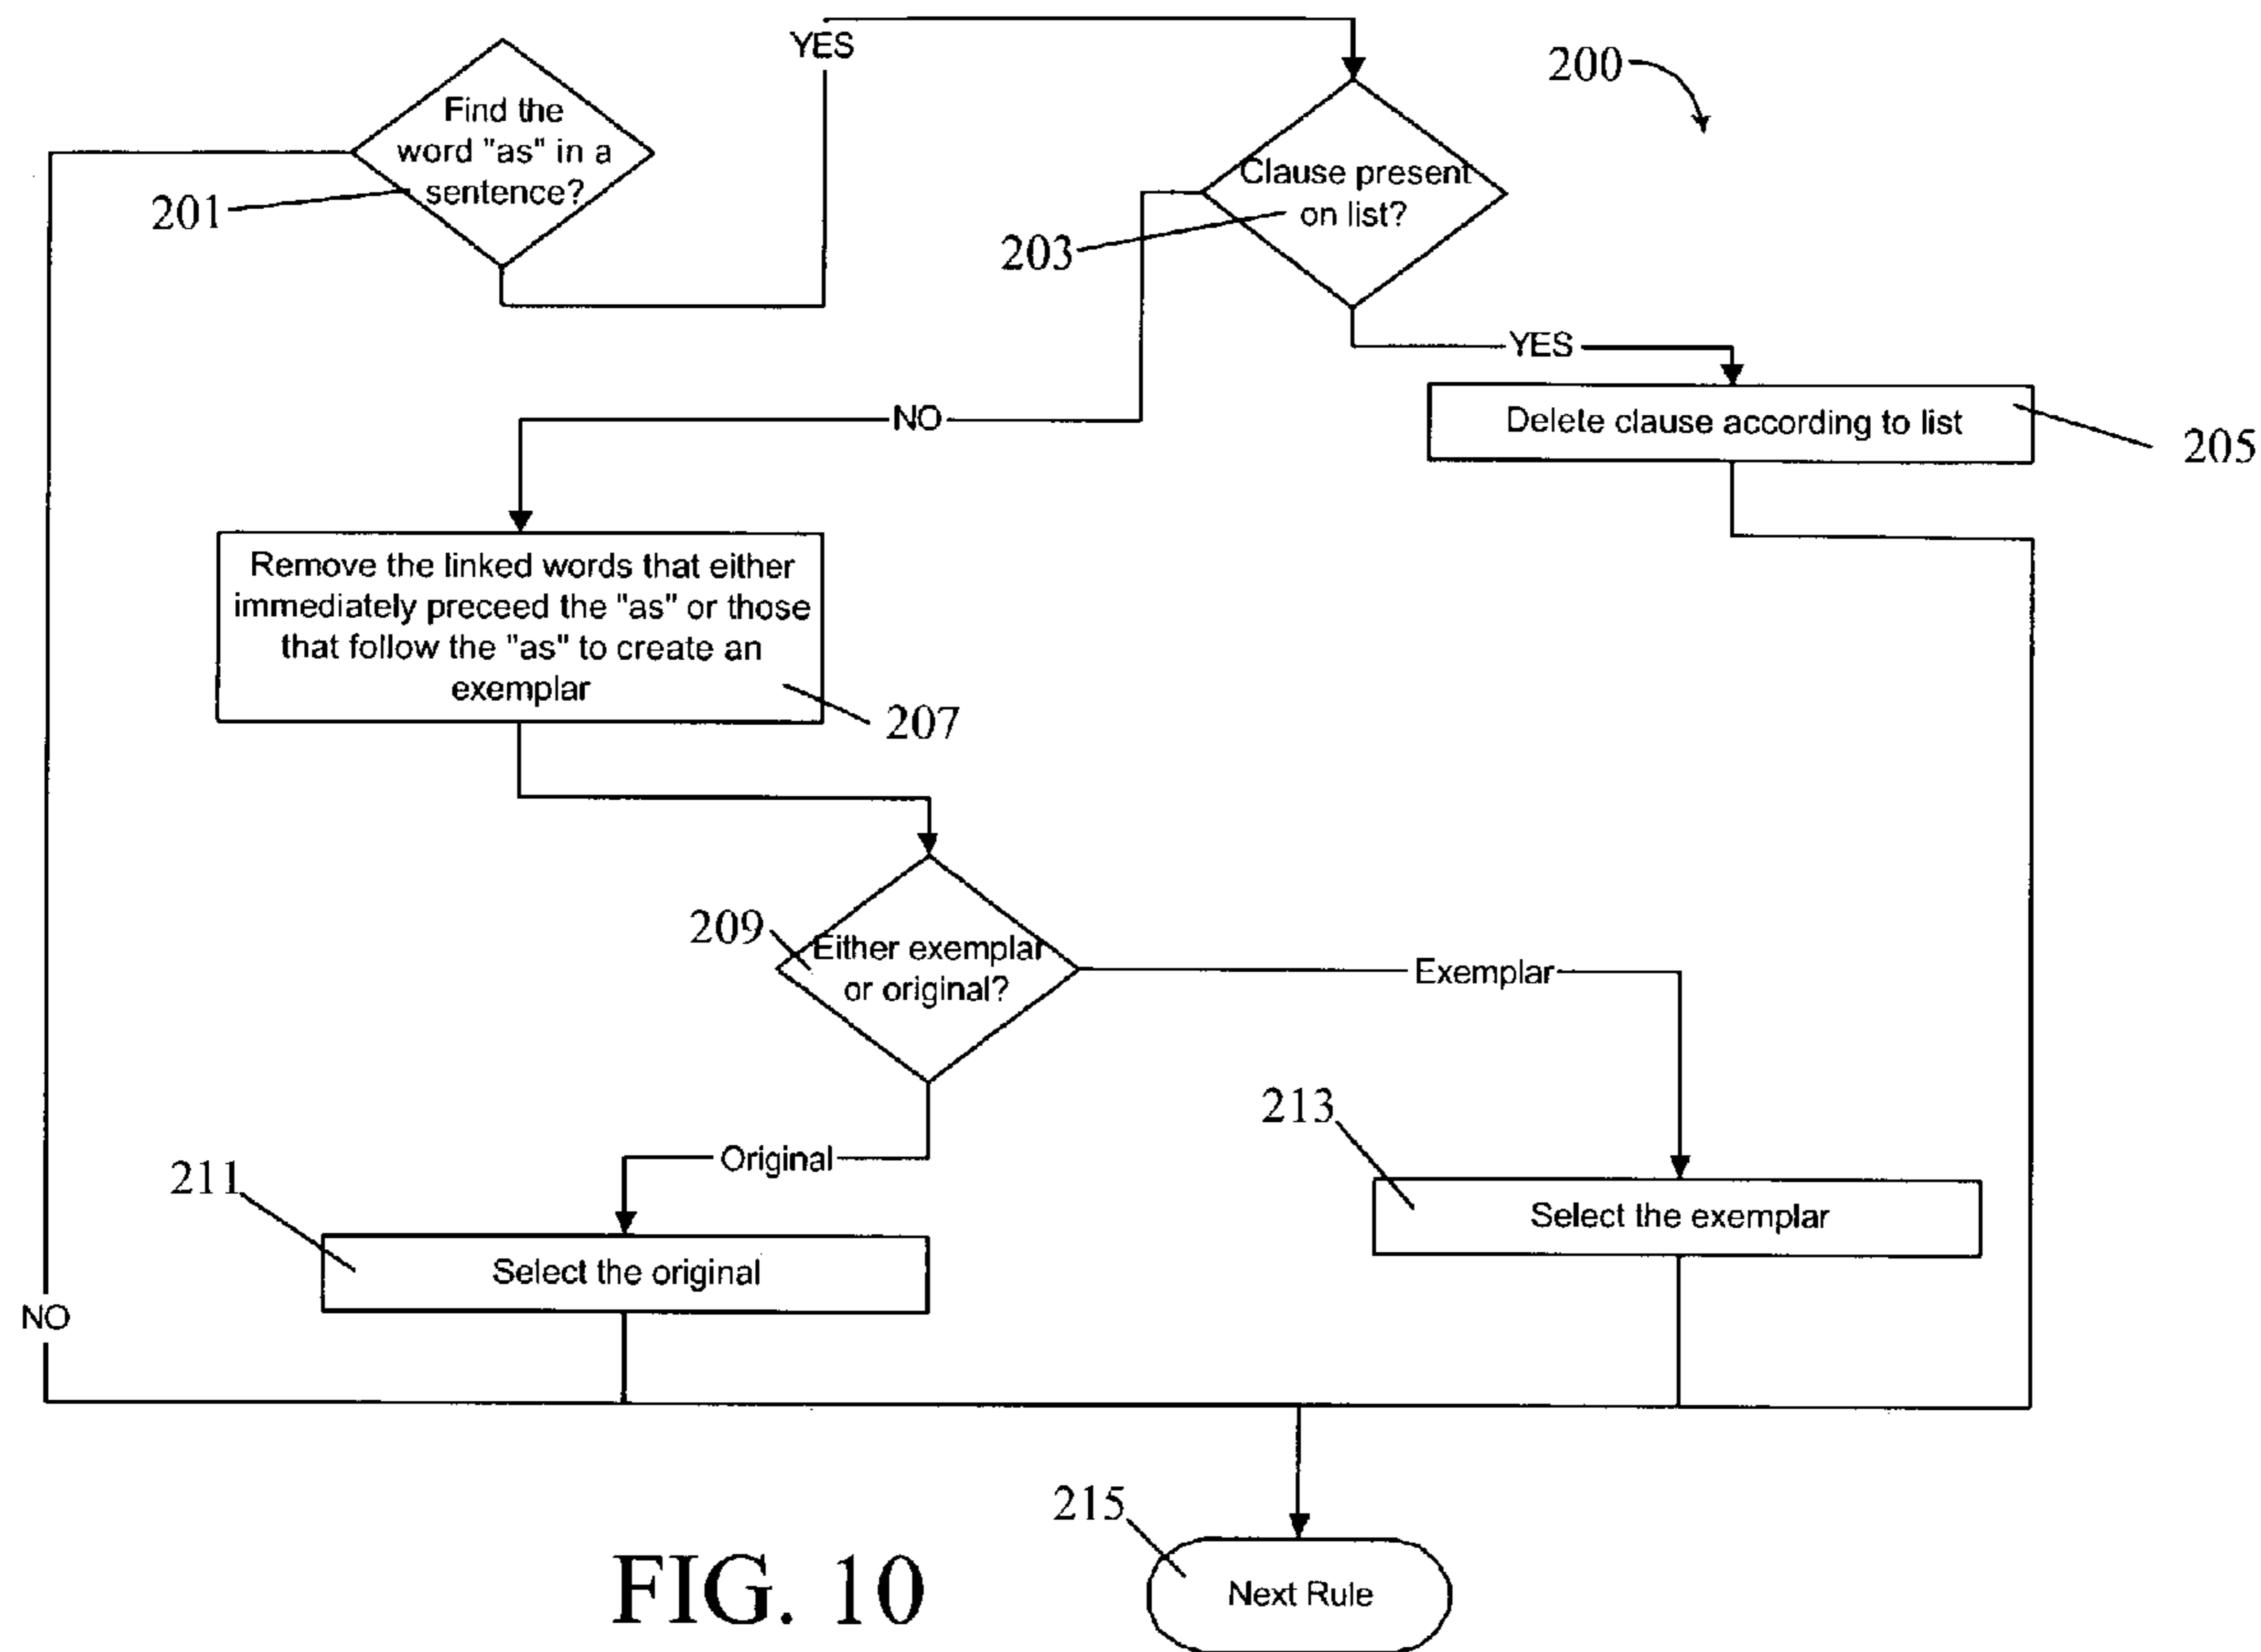 YES
200
Find the
word "as" in a
sentence?
201
Clause present
on list?
203
YES
NO
Delete clause according to list
205
Remove the linked words that either
immediately preceed the "as" or those
that follow the "as" to create an
exemplar
207
209
Either exemplar
or original?
Exemplar
Original
213
211
Select the exemplar
Select the original
NO
215
Next Rule
FIG. 10